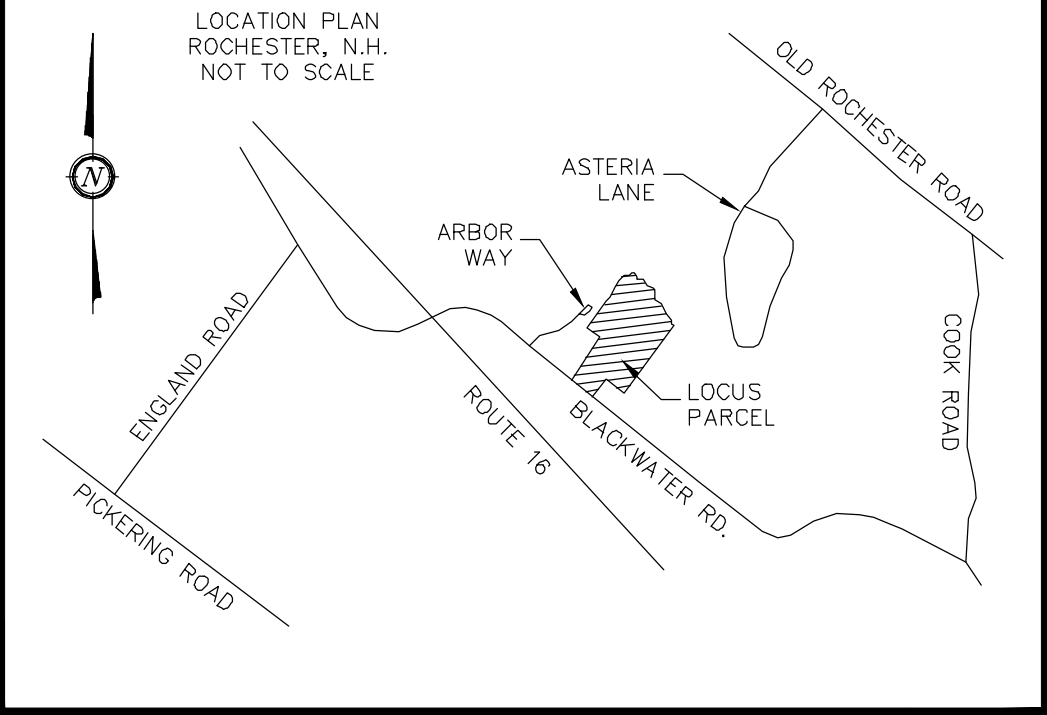 LOCATION PLAN
ROCHESTER, N.H.
NOT TO SCALE
N
OLD ROCHESTER ROAD
ASTERIA
LANE
ARBOR
WAY
ENGLAND ROAD
COOK ROAD
LOCUS
PARCEL
ROUTE 16
BLACKWATER RD.
PICKERING ROAD